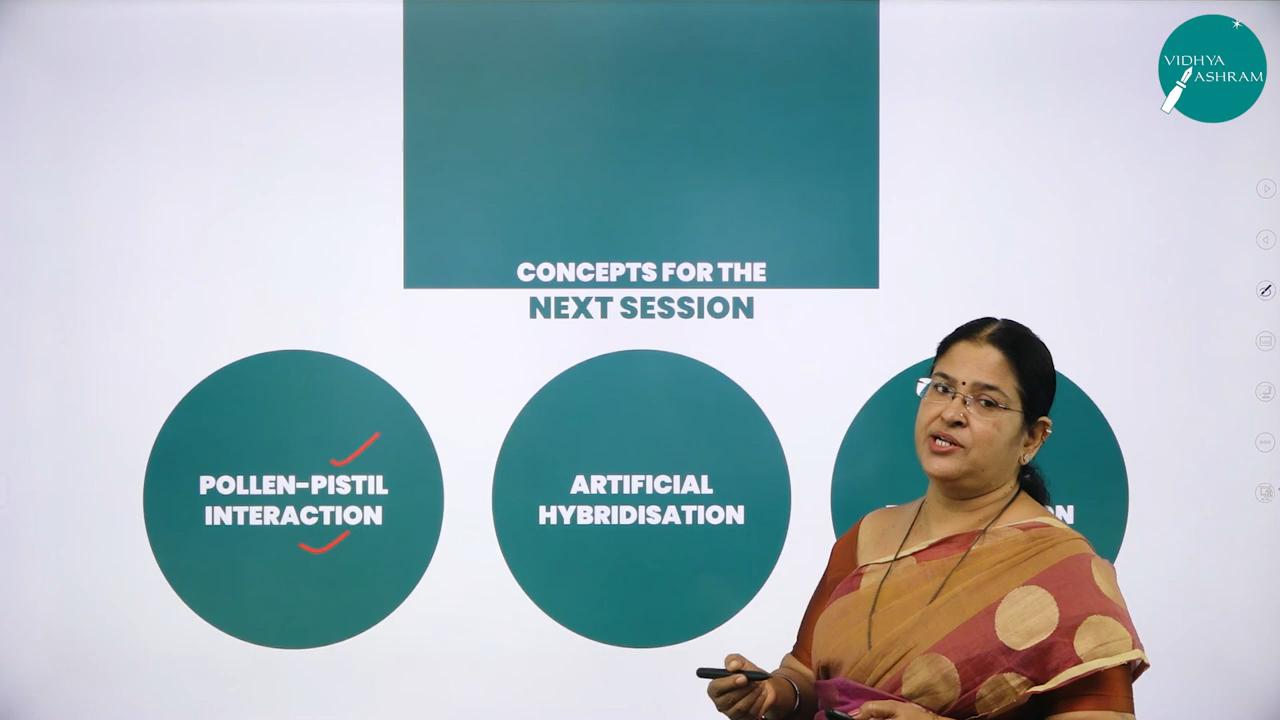 VIDHYA
ASHRAM
CONCEPTS FOR THE
NEXT SESSION
POLLEN-PISTIL
INTERACTION
ARTIFICIAL
HYBRIDISATION